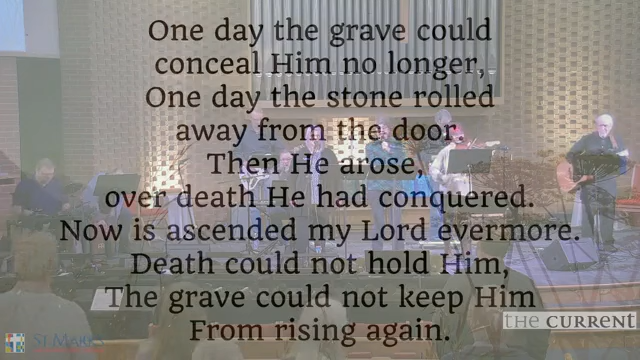 One day the grave could
conceal Him no longer,
One day the stone rolled
away from the door.
Then He arose,
over death He had conquered.
Now is ascended my Lord evermore.
Death could not hold Him,
The grave could not keep Him
From rising again.
the current
St Mark